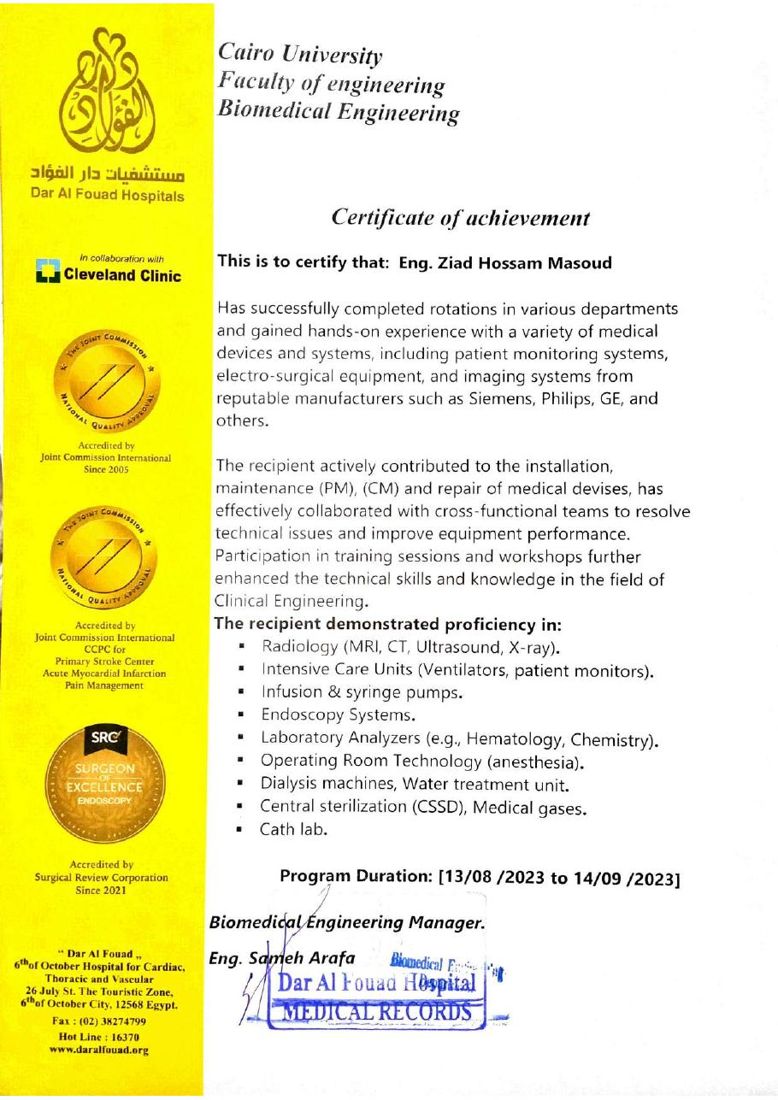 دار الفؤاد
مستشفيات دار الفؤاد
Dar Al Fouad Hospitals
In collaboration with
Cleveland Clinic
THE JOINT COMMISSION
NATIONAL QUALITY APPROVAL
Accredited by
Joint Commission International
Since 2005
THE JOINT COMMISSION
NATIONAL QUALITY APPROVAL
Accredited by
Joint Commission International
CCPC for
Primary Stroke Center
Acute Myocardial Infarction
Pain Management
SRC
SURGEON
OF
EXCELLENCE
ENDOSCOPY
Accredited by
Surgical Review Corporation
Since 2021
“ Dar Al Fouad „
6th of October Hospital for Cardiac,
Thoracic and Vascular
26 July St. The Touristic Zone,
6th of October City, 12568 Egypt.
Fax : (02) 38274799
Hot Line : 16370
www.daralfouad.org
Cairo University
Faculty of engineering
Biomedical Engineering
Certificate of achievement
This is to certify that: Eng. Ziad Hossam Masoud
Has successfully completed rotations in various departments
and gained hands-on experience with a variety of medical
devices and systems, including patient monitoring systems,
electro-surgical equipment, and imaging systems from
reputable manufacturers such as Siemens, Philips, GE, and
others.
The recipient actively contributed to the installation,
maintenance (PM), (CM) and repair of medical devises, has
effectively collaborated with cross-functional teams to resolve
technical issues and improve equipment performance.
Participation in training sessions and workshops further
enhanced the technical skills and knowledge in the field of
Clinical Engineering.
The recipient demonstrated proficiency in:
▪ Radiology (MRI, CT, Ultrasound, X-ray).
▪ Intensive Care Units (Ventilators, patient monitors).
▪ Infusion & syringe pumps.
▪ Endoscopy Systems.
▪ Laboratory Analyzers (e.g., Hematology, Chemistry).
▪ Operating Room Technology (anesthesia).
▪ Dialysis machines, Water treatment unit.
▪ Central sterilization (CSSD), Medical gases.
▪ Cath lab.
Program Duration: [13/08 /2023 to 14/09 /2023]
Biomedical Engineering Manager.
Eng. Sameh Arafa
Biomedical
Dar Al Fouad Hospital
MEDICAL RECORDS